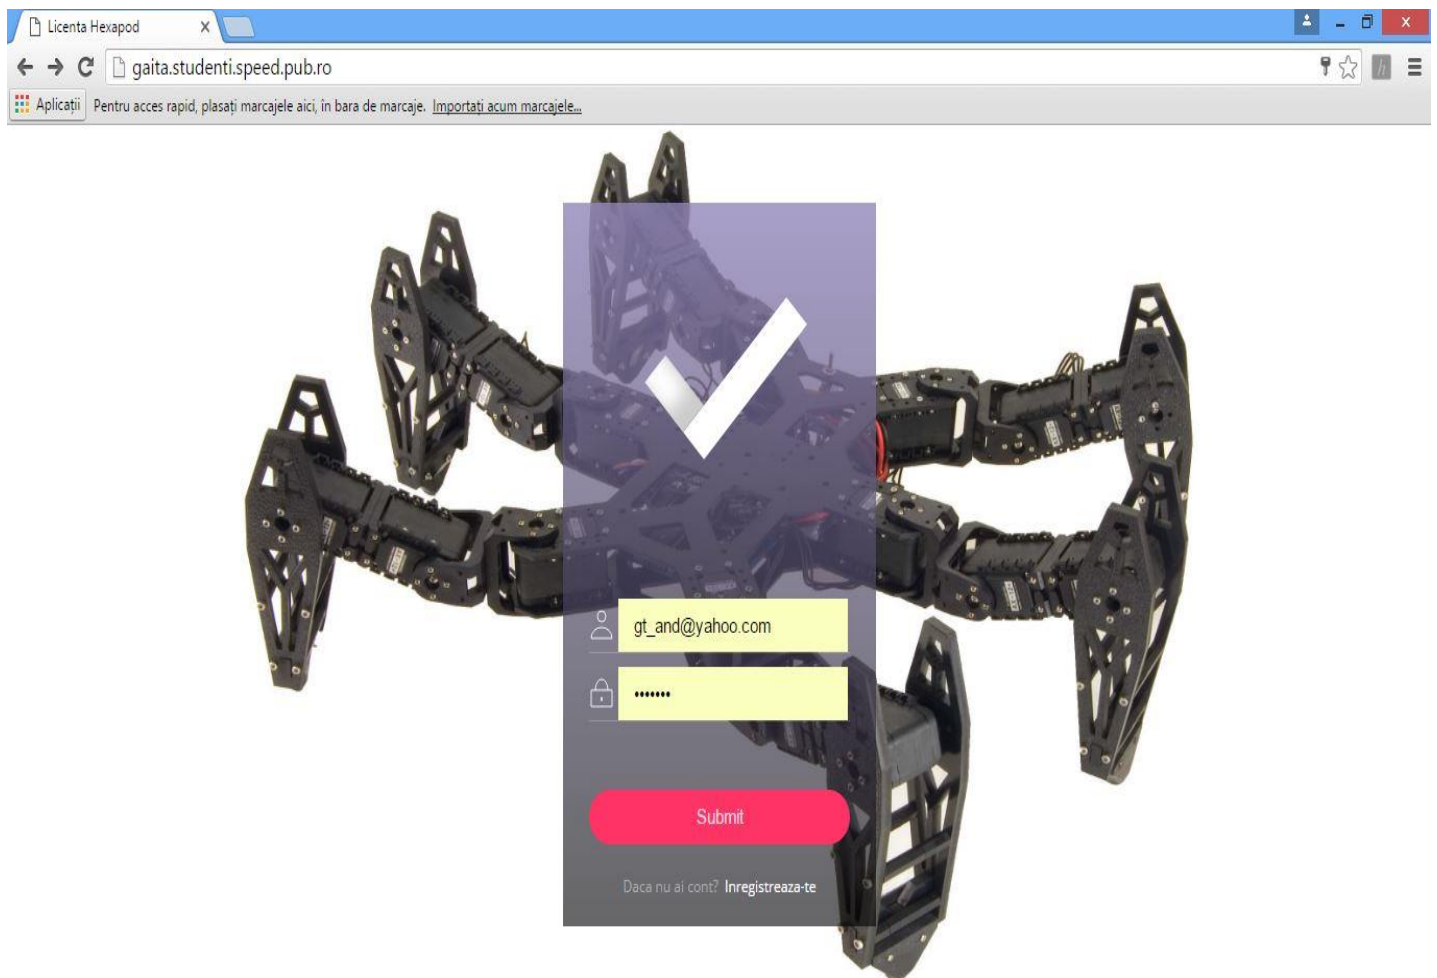 Licenta Hexapod
gaita.studenti.speed.pub.ro
Aplicații Pentru acces rapid, plasați marcajele aici, în bara de marcaje. Importați acum marcajele...
gt_and@yahoo.com
•••••••
Submit
Daca nu ai cont? Inregistreaza-te